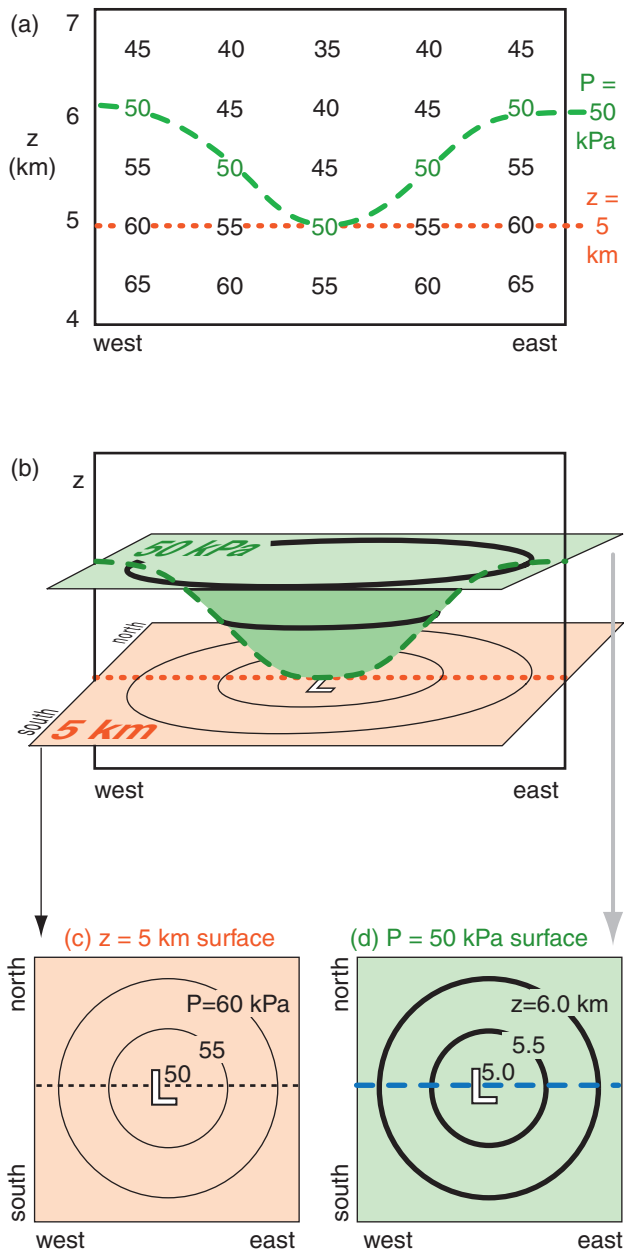 (a)
7
45 40 35 40 45
P =
50
kPa
6
50 45 40 45 50
z
(km)
55 50 45 50 55
z =
5
km
5
60 55 50 55 60
65 60 55 60 65
4
west east
(b)
z
50 kPa
north
L
south
5 km
west east
(c) z = 5 km surface
north
P=60 kPa
55
50
L
south
west east
(d) P = 50 kPa surface
north
z=6.0 km
5.5
5.0
L
south
west east